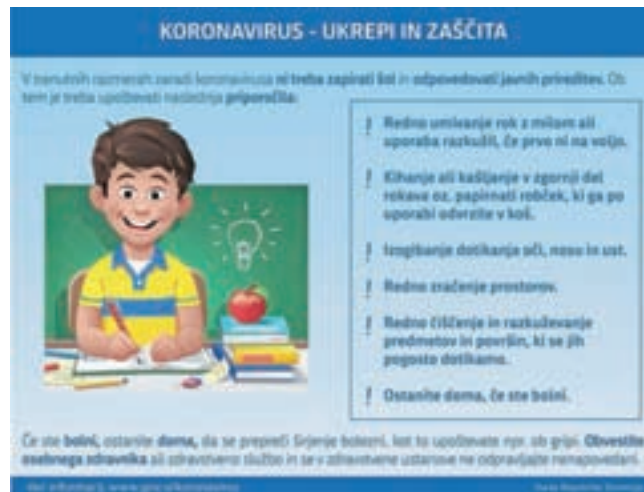 KORONAVIRUS - UKREPI IN ZAŠČITA
V trenutnih razmerah zaradi koronavirusa ni treba zapirati šol in odpovedovati javnih prireditev. Ob
tem je treba upoštevati naslednja priporočila:
! Redno umivanje rok z milom ali
uporaba razkužil, če prvo ni na voljo.
! Kihanje ali kašljanje v zgornji del
rokava oz. papirnati robček, ki ga po
uporabi odvrzite v koš.
! Izogibanje dotikanja oči, nosu in ust.
! Redno zračenje prostorov.
! Redno čiščenje in razkuževanje
predmetov in površin, ki se jih
pogosto dotikamo.
! Ostanite doma, če ste bolni.
Če ste bolni, ostanite doma, da se prepreči širjenje bolezni, kot to upoštevate npr. ob gripi. Obvestite
osebnega zdravnika ali zdravstveno službo in se v zdravstvene ustanove ne odpravljajte nenapovedani.